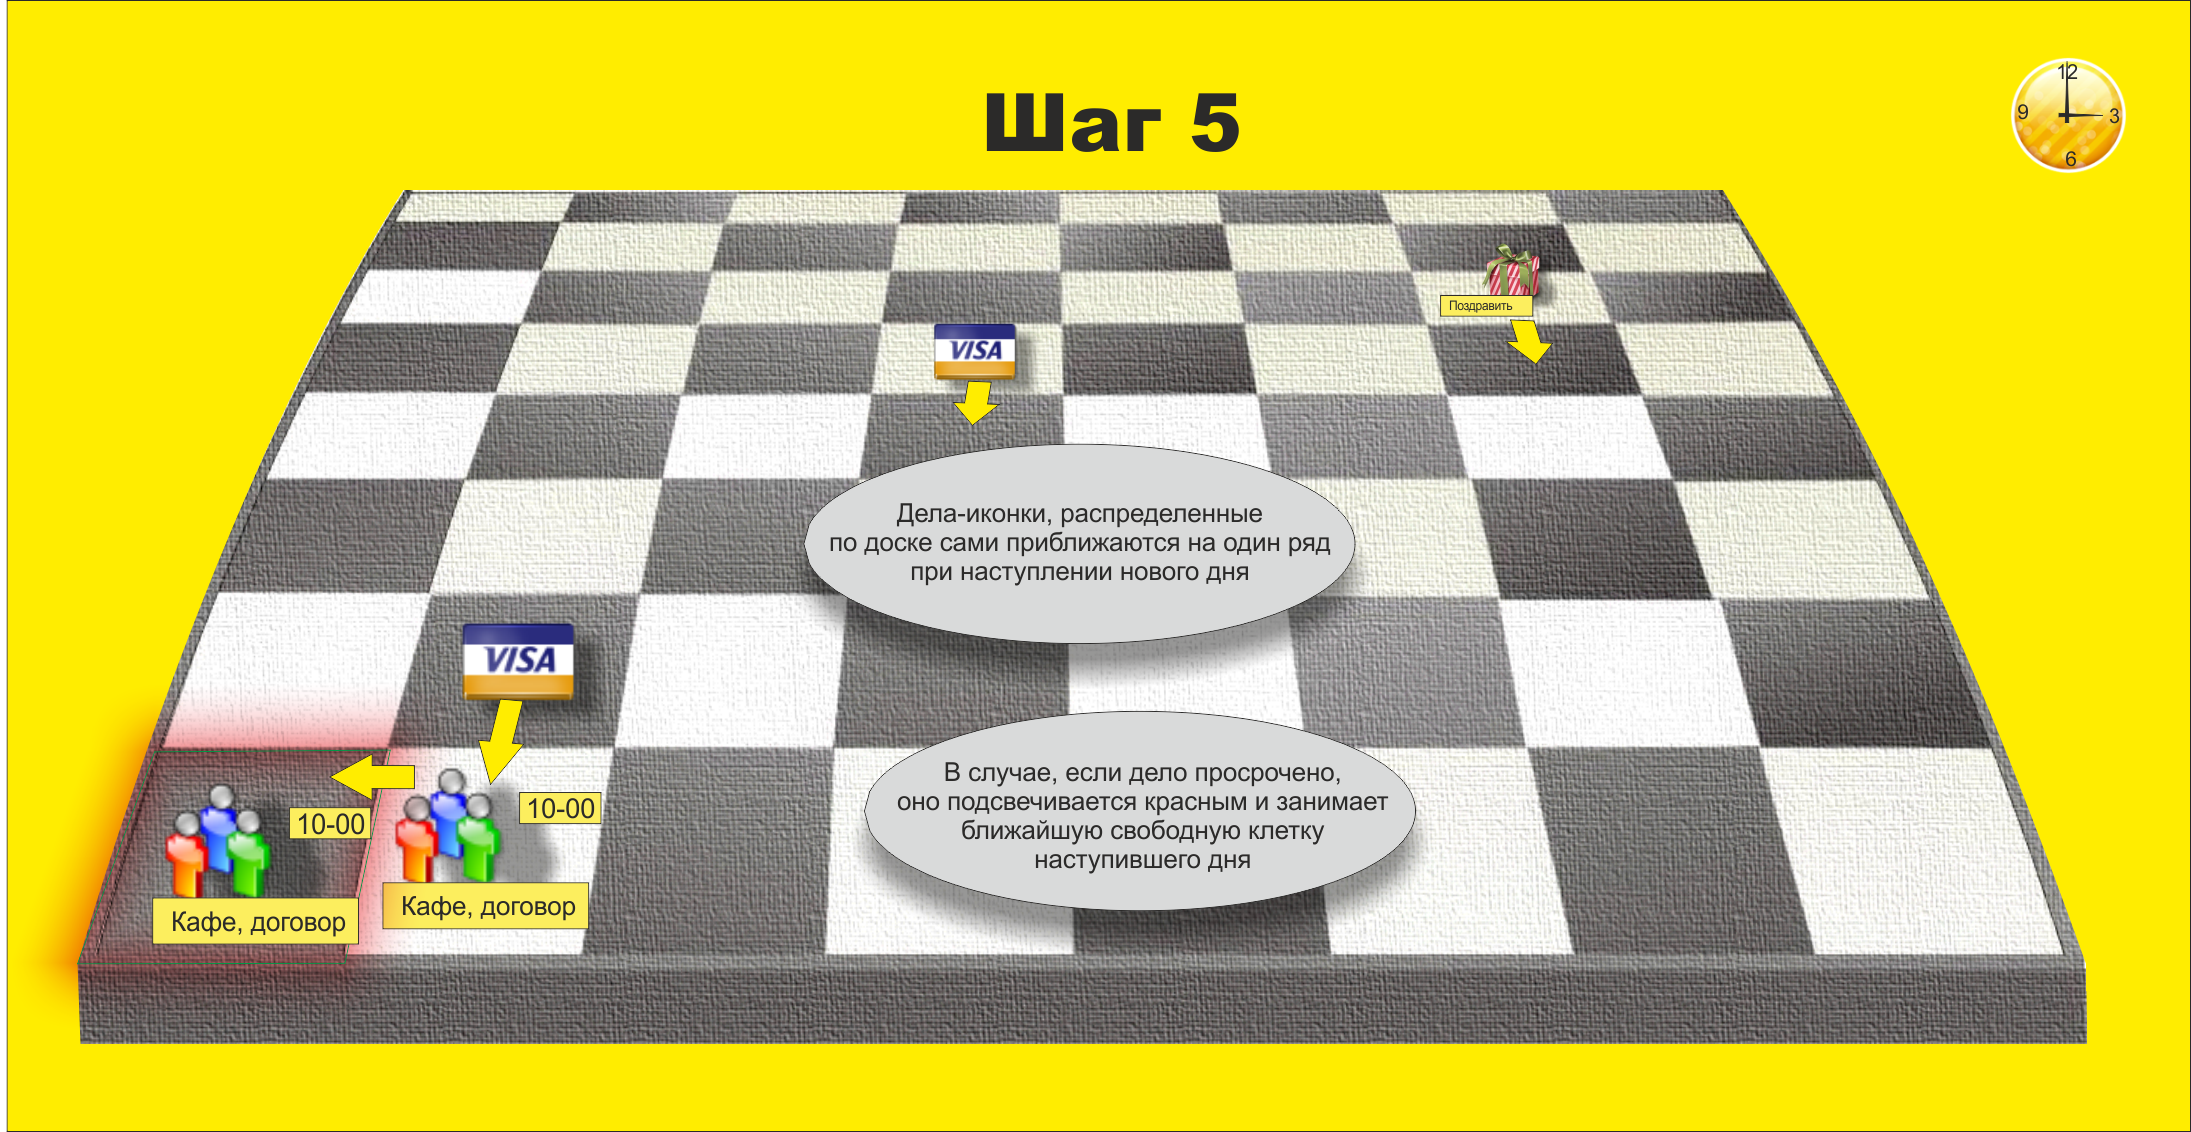 Шаг 5
12
9
3
6
Поздравить
VISA
Дела-иконки, распределенные
по доске сами приближаются на один ряд
при наступлении нового дня
VISA
В случае, если дело просрочено,
оно подсвечивается красным и занимает
ближайшую свободную клетку
наступившего дня
10-00
Кафе, договор
10-00
Кафе, договор